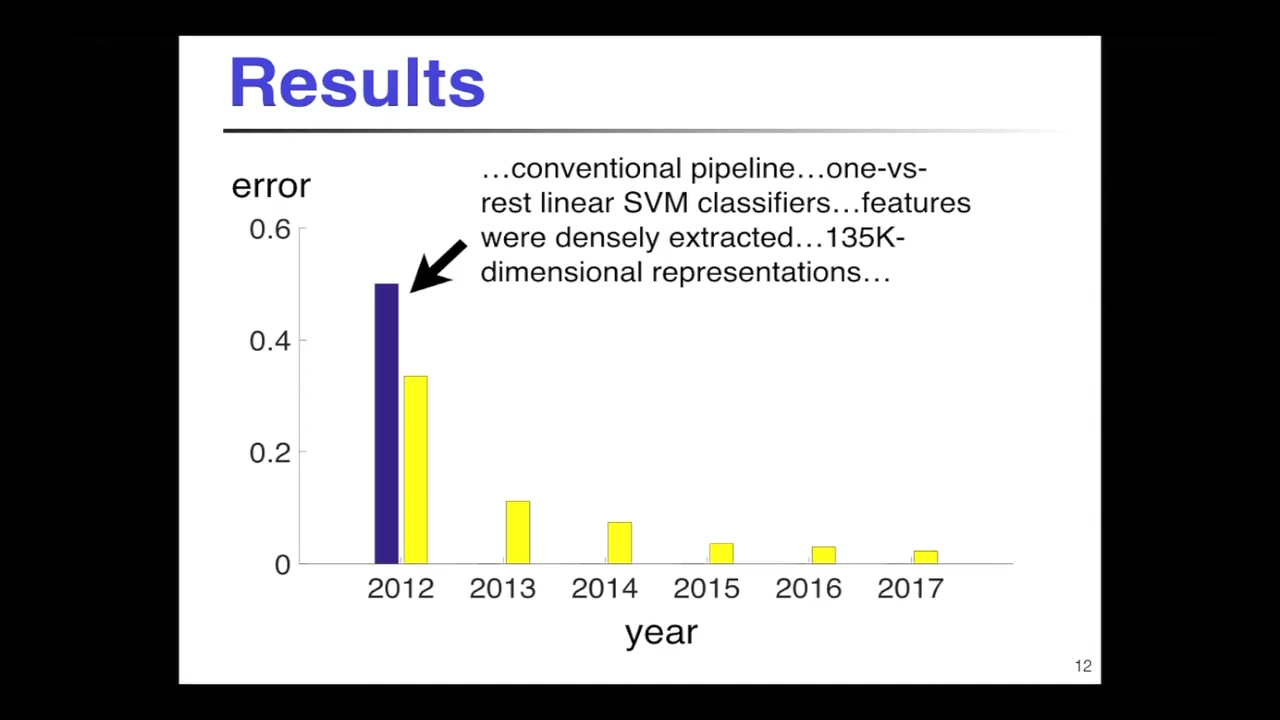 Results
error
…conventional pipeline…one-vs-
rest linear SVM classifiers…features
were densely extracted…135K-
dimensional representations…
0.6
0.4
0.2
0
2012 2013 2014 2015 2016 2017
year
12